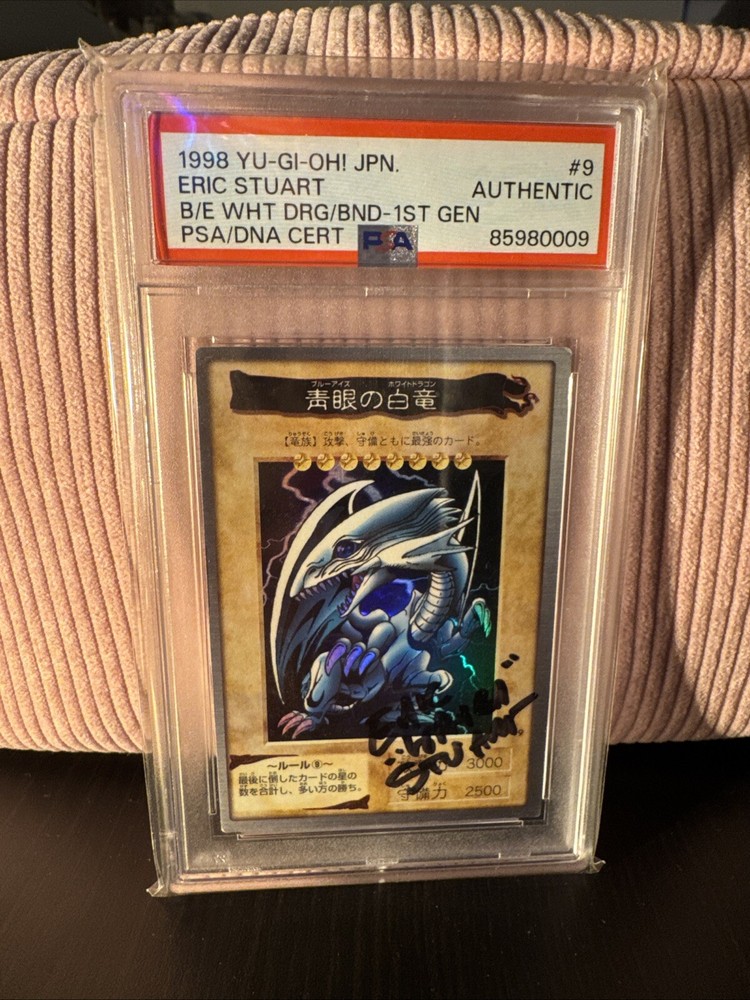 1998 YU-GI-OH! JPN. #9
ERIC STUART AUTHENTIC
B/E WHT DRG/BND-1ST GEN
PSA/DNA CERT PSA 85980009
ブルーアイズ ホワイトドラゴン
青眼の白竜
【竜族】攻撃、守備ともに最強のカード。
〜ルール⑨〜
最後に倒したカードの星の
数を合計し、多い方の勝ち。
3000
守備力 2500